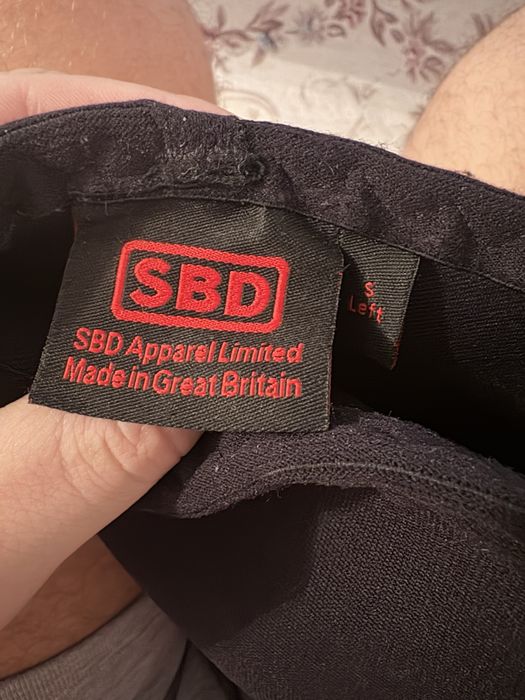 SBD
SBD Apparel Limited
Made in Great Britain
S
Left